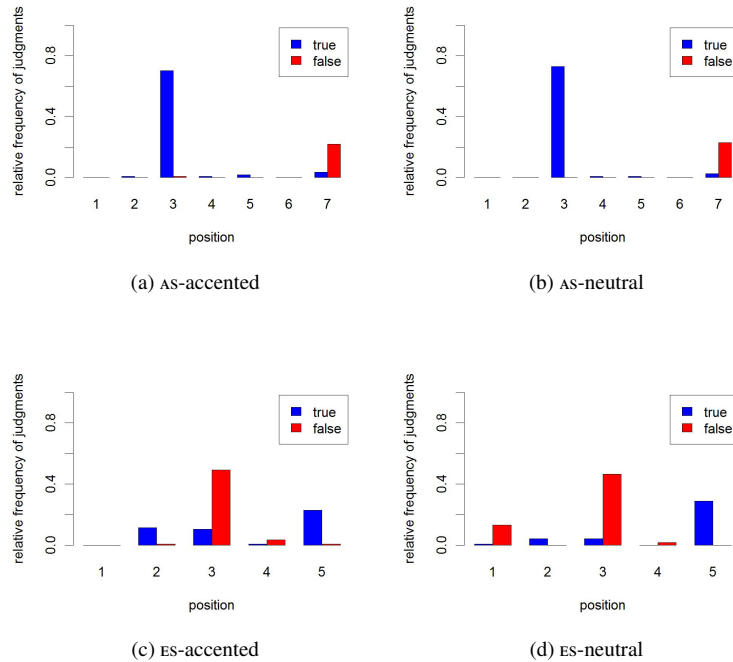 relative frequency of judgments
0.0 0.4 0.8
true
false
1 2 3 4 5 6 7
position
(a) AS-accented
relative frequency of judgments
0.0 0.4 0.8
true
false
1 2 3 4 5 6 7
position
(b) AS-neutral
relative frequency of judgments
0.0 0.4 0.8
true
false
1 2 3 4 5
position
(c) ES-accented
relative frequency of judgments
0.0 0.4 0.8
true
false
1 2 3 4 5
position
(d) ES-neutral